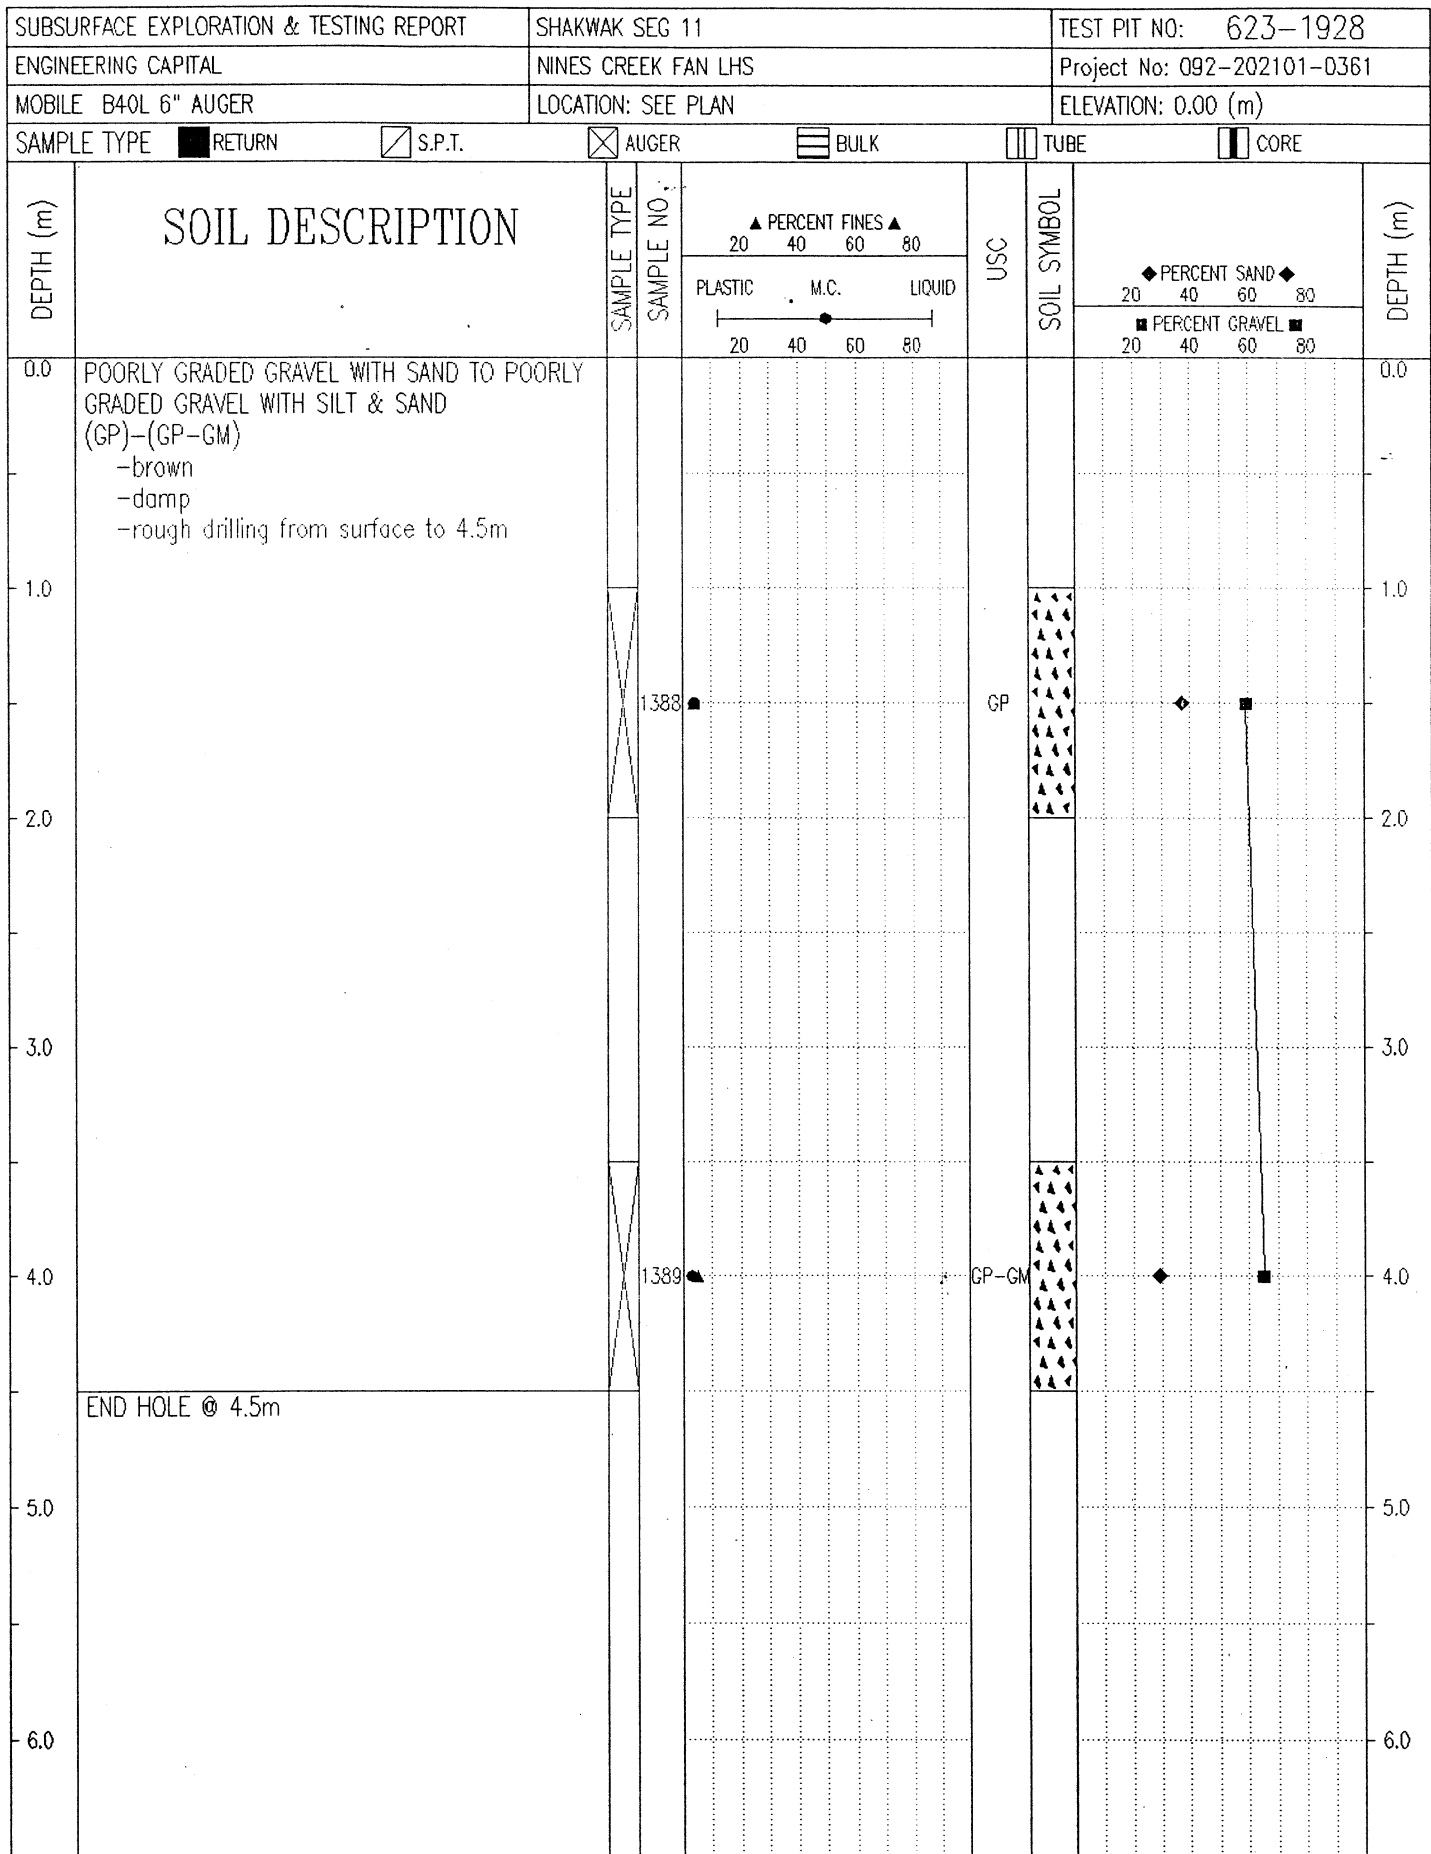 SUBSURFACE EXPLORATION & TESTING REPORT
SHAKWAK SEG 11
TEST PIT NO: 623-1928
ENGINEERING CAPITAL
NINES CREEK FAN LHS
Project No: 092-202101-0361
MOBILE B40L 6" AUGER
LOCATION: SEE PLAN
ELEVATION: 0.00 (m)
SAMPLE TYPE RETURN S.P.T. AUGER BULK TUBE CORE
DEPTH (m)
SOIL DESCRIPTION
SAMPLE TYPE
SAMPLE NO
▲ PERCENT FINES ▲
20 40 60 80
PLASTIC M.C. LIQUID
20 40 60 80
USC
SOIL SYMBOL
◆ PERCENT SAND ◆
20 40 60 80
■ PERCENT GRAVEL ■
20 40 60 80
DEPTH (m)
0.0 0.0
POORLY GRADED GRAVEL WITH SAND TO POORLY
GRADED GRAVEL WITH SILT & SAND
(GP)-(GP-GM)
-brown
-damp
-rough drilling from surface to 4.5m
1.0 1.0
1388 GP
2.0 2.0
3.0 3.0
4.0 1389 GP-GM 4.0
END HOLE @ 4.5m
5.0 5.0
6.0 6.0